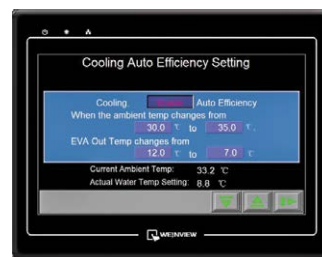 Cooling Auto Efficiency Setting
Cooling. Auto Efficiency
When the ambient temp changes from
30.0 ℃ to 35.0 ℃.
EVA Out Temp changes from
12.0 ℃ to 7.0 ℃
Current Ambient Temp: 33.2 ℃
Actual Water Temp Setting: 8.8 ℃
WEINVIEW